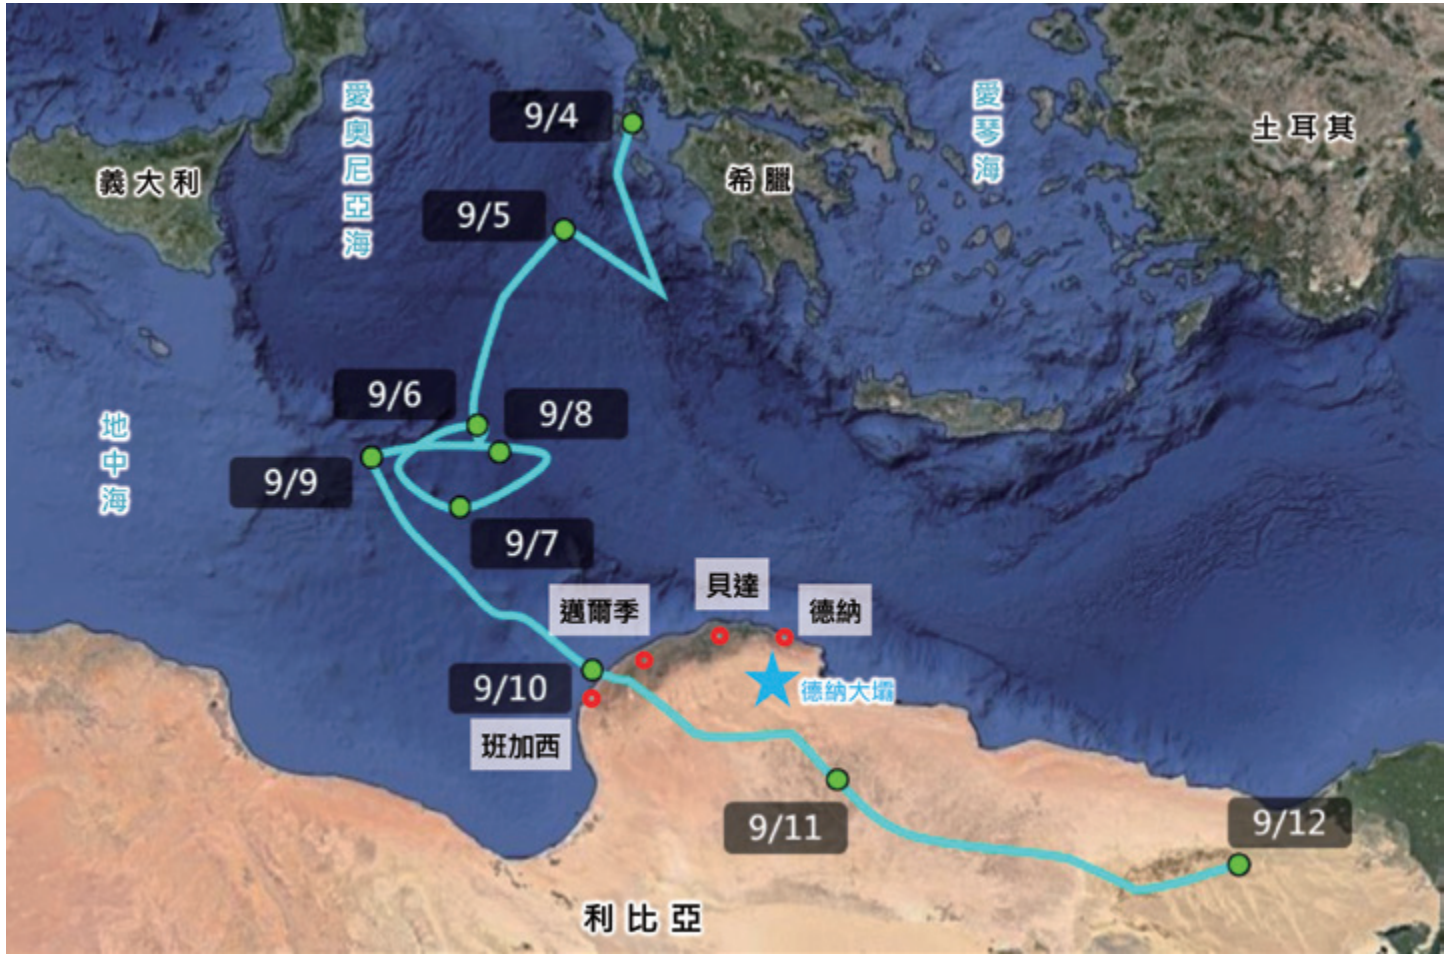 愛奧尼亞海
9/4
愛琴海
土耳其
義大利
希臘
9/5
9/6
9/8
地中海
9/9
9/7
貝達
邁爾季
德納
9/10
德納大壩
班加西
9/11
9/12
利比亞